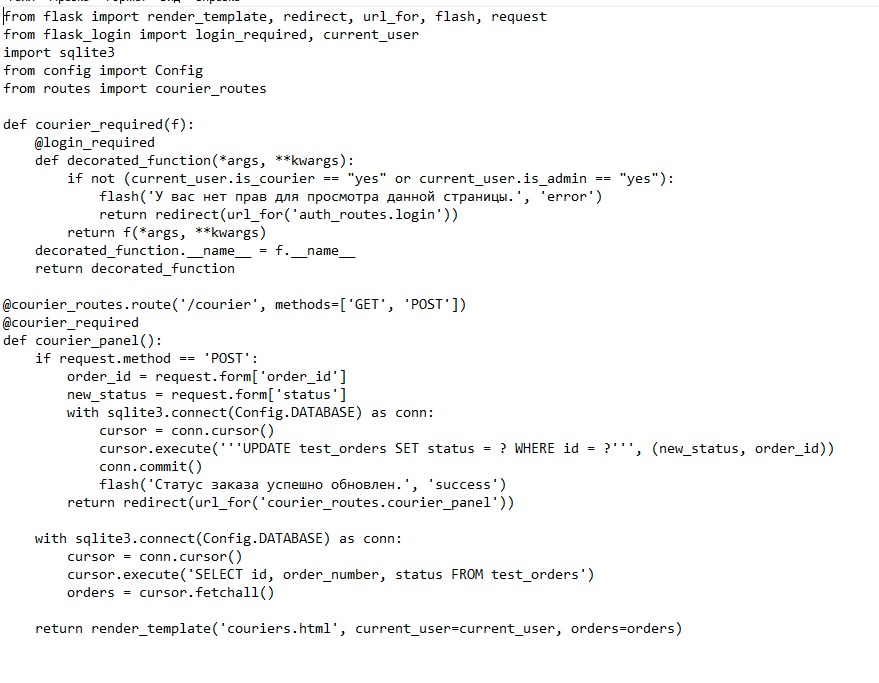 from flask import render_template, redirect, url_for, flash, request
from flask_login import login_required, current_user
import sqlite3
from config import Config
from routes import courier_routes

def courier_required(f):
    @login_required
    def decorated_function(*args, **kwargs):
        if not (current_user.is_courier == "yes" or current_user.is_admin == "yes"):
            flash('У вас нет прав для просмотра данной страницы.', 'error')
            return redirect(url_for('auth_routes.login'))
        return f(*args, **kwargs)
    decorated_function.__name__ = f.__name__
    return decorated_function

@courier_routes.route('/courier', methods=['GET', 'POST'])
@courier_required
def courier_panel():
    if request.method == 'POST':
        order_id = request.form['order_id']
        new_status = request.form['status']
        with sqlite3.connect(Config.DATABASE) as conn:
            cursor = conn.cursor()
            cursor.execute('''UPDATE test_orders SET status = ? WHERE id = ?''', (new_status, order_id))
            conn.commit()
            flash('Статус заказа успешно обновлен.', 'success')
        return redirect(url_for('courier_routes.courier_panel'))

    with sqlite3.connect(Config.DATABASE) as conn:
        cursor = conn.cursor()
        cursor.execute('SELECT id, order_number, status FROM test_orders')
        orders = cursor.fetchall()

    return render_template('couriers.html', current_user=current_user, orders=orders)